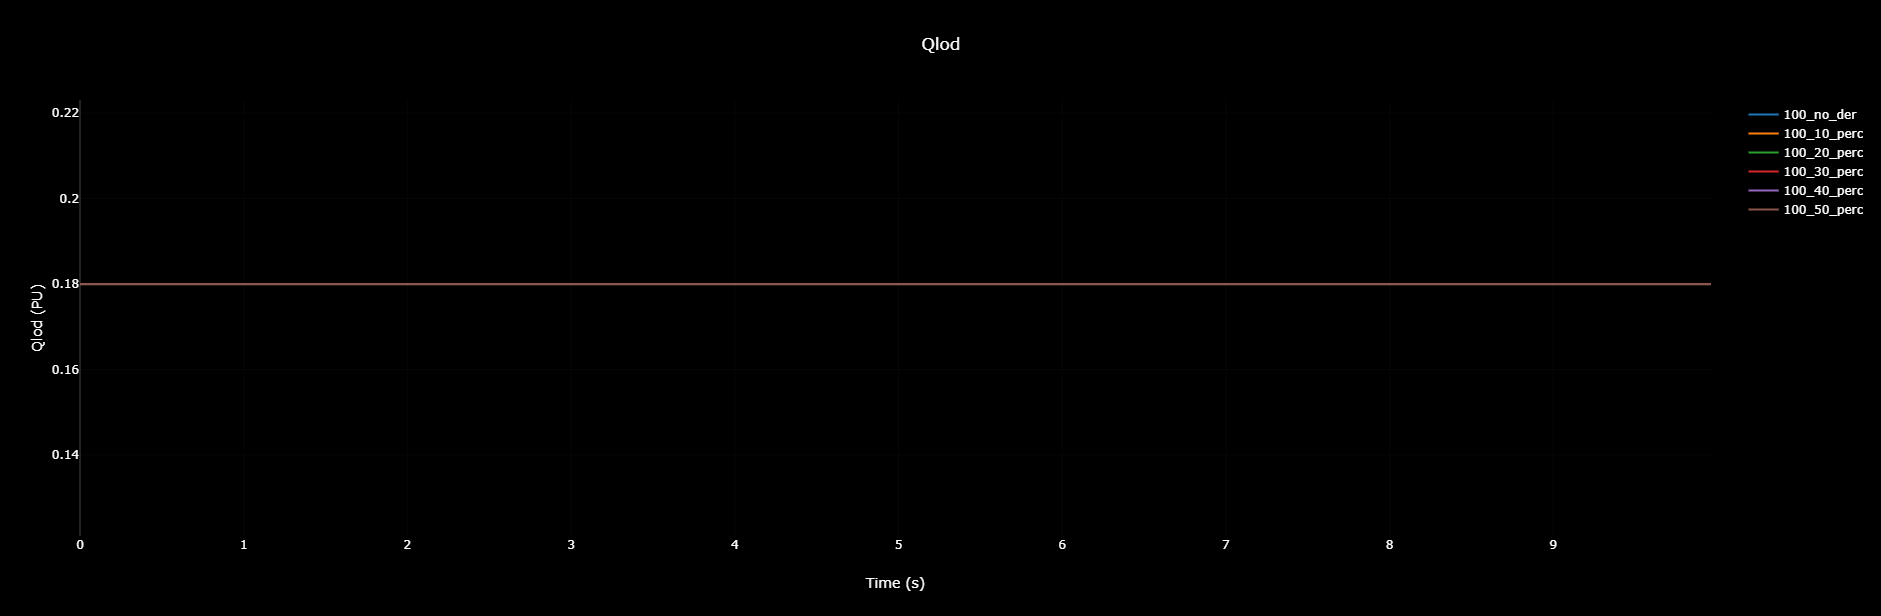 Qlod
0.22
0.2
0.18
0.16
0.14
Qlod (PU)
0 1 2 3 4 5 6 7 8 9
Time (s)
100_no_der
100_10_perc
100_20_perc
100_30_perc
100_40_perc
100_50_perc